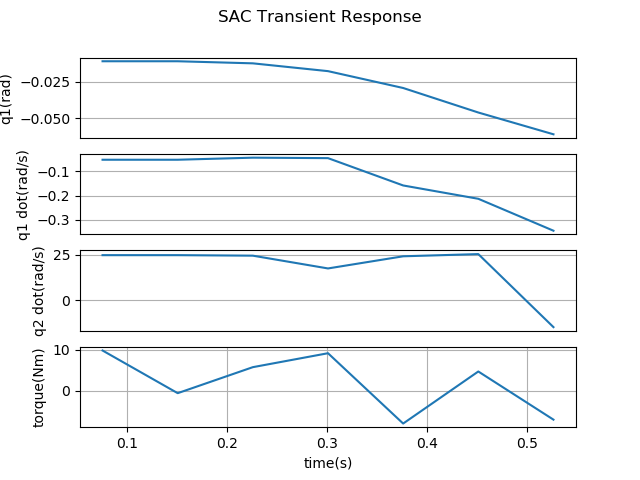 SAC Transient Response
q1(rad)
−0.025
−0.050
q1 dot(rad/s)
−0.1
−0.2
−0.3
q2 dot(rad/s)
25
0
torque(Nm)
10
0
0.1 0.2 0.3 0.4 0.5
time(s)